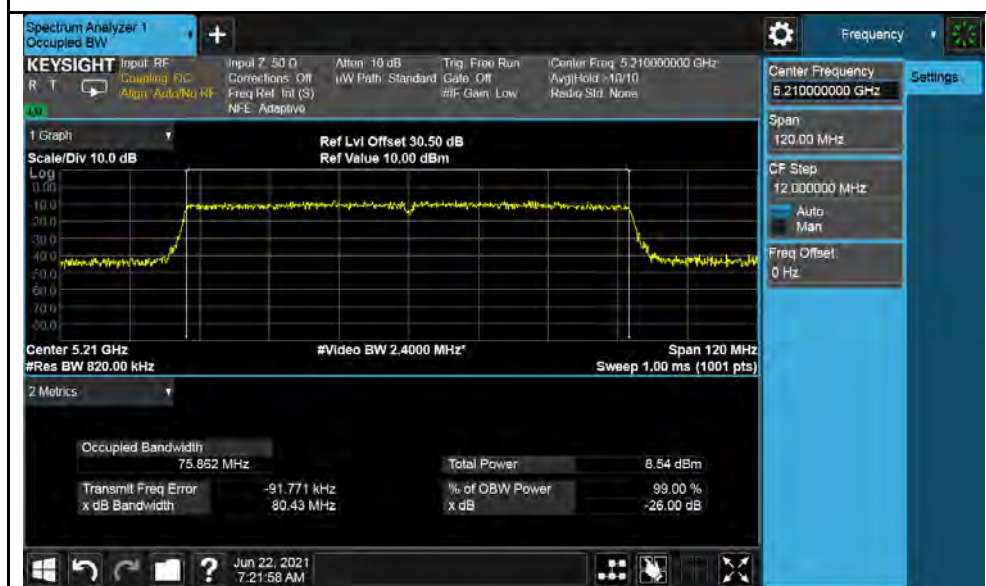 Spectrum Analyzer 1
Occupied BW
+
Frequency
KEYSIGHT Input: RF
R T
Coupling: DC
Align: Auto/No RF
Input Z: 50 Ω
Corrections: Off
Freq Ref: Int (S)
NFE: Adaptive
Atten: 10 dB
µW Path: Standard
Trig: Free Run
Gate: Off
#IF Gain: Low
Center Freq: 5.210000000 GHz
Avg|Hold:>10/10
Radio Std: None
LXI
1 Graph
Scale/Div 10.0 dB
Ref Lvl Offset 30.50 dB
Ref Value 10.00 dBm
Log
0.00
-10.0
-20.0
-30.0
-40.0
-50.0
-60.0
-70.0
-80.0
Center 5.21 GHz
#Res BW 820.00 kHz
#Video BW 2.4000 MHz*
Span 120 MHz
Sweep 1.00 ms (1001 pts)
2 Metrics
Occupied Bandwidth
75.862 MHz
Transmit Freq Error -91.771 kHz
x dB Bandwidth 80.43 MHz
Total Power 8.54 dBm
% of OBW Power 99.00 %
x dB -26.00 dB
Center Frequency
5.210000000 GHz
Settings
Span
120.00 MHz
CF Step
12.000000 MHz
Auto
Man
Freq Offset
0 Hz
?
Jun 22, 2021
7:21:58 AM